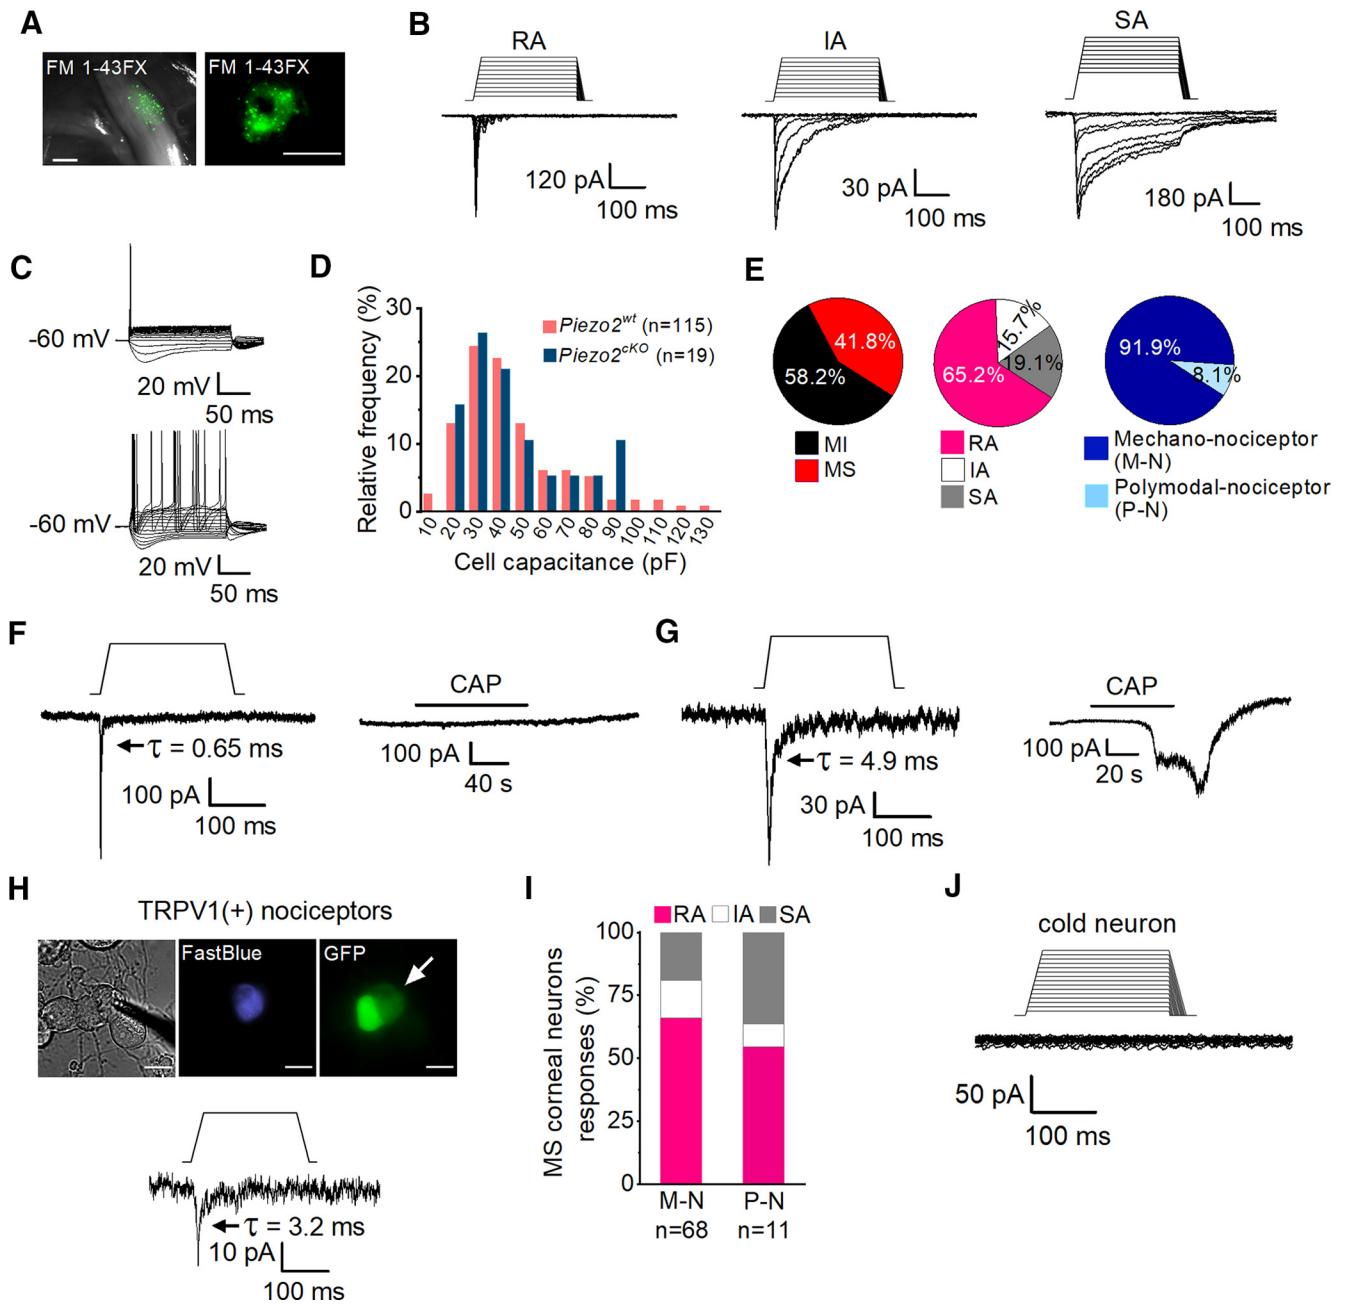 A
FM 1-43FX
FM 1-43FX
B
RA
IA
SA
120 pA
100 ms
30 pA
100 ms
180 pA
100 ms
C
-60 mV
20 mV
50 ms
-60 mV
20 mV
50 ms
D
Relative frequency (%)
30
20
10
0
Piezo2wt (n=115)
Piezo2cKO (n=19)
10 20 30 40 50 60 70 80 90 100 110 120 130
Cell capacitance (pF)
E
41.8%
58.2%
MI
MS
15.7%
19.1%
65.2%
RA
IA
SA
91.9%
8.1%
Mechano-nociceptor
(M-N)
Polymodal-nociceptor
(P-N)
F
τ = 0.65 ms
100 pA
100 ms
CAP
100 pA
40 s
G
τ = 4.9 ms
30 pA
100 ms
CAP
100 pA
20 s
H
TRPV1(+) nociceptors
FastBlue
GFP
τ = 3.2 ms
10 pA
100 ms
I
RA IA SA
MS corneal neurons
responses (%)
100
75
50
25
0
M-N P-N
n=68 n=11
J
cold neuron
50 pA
100 ms